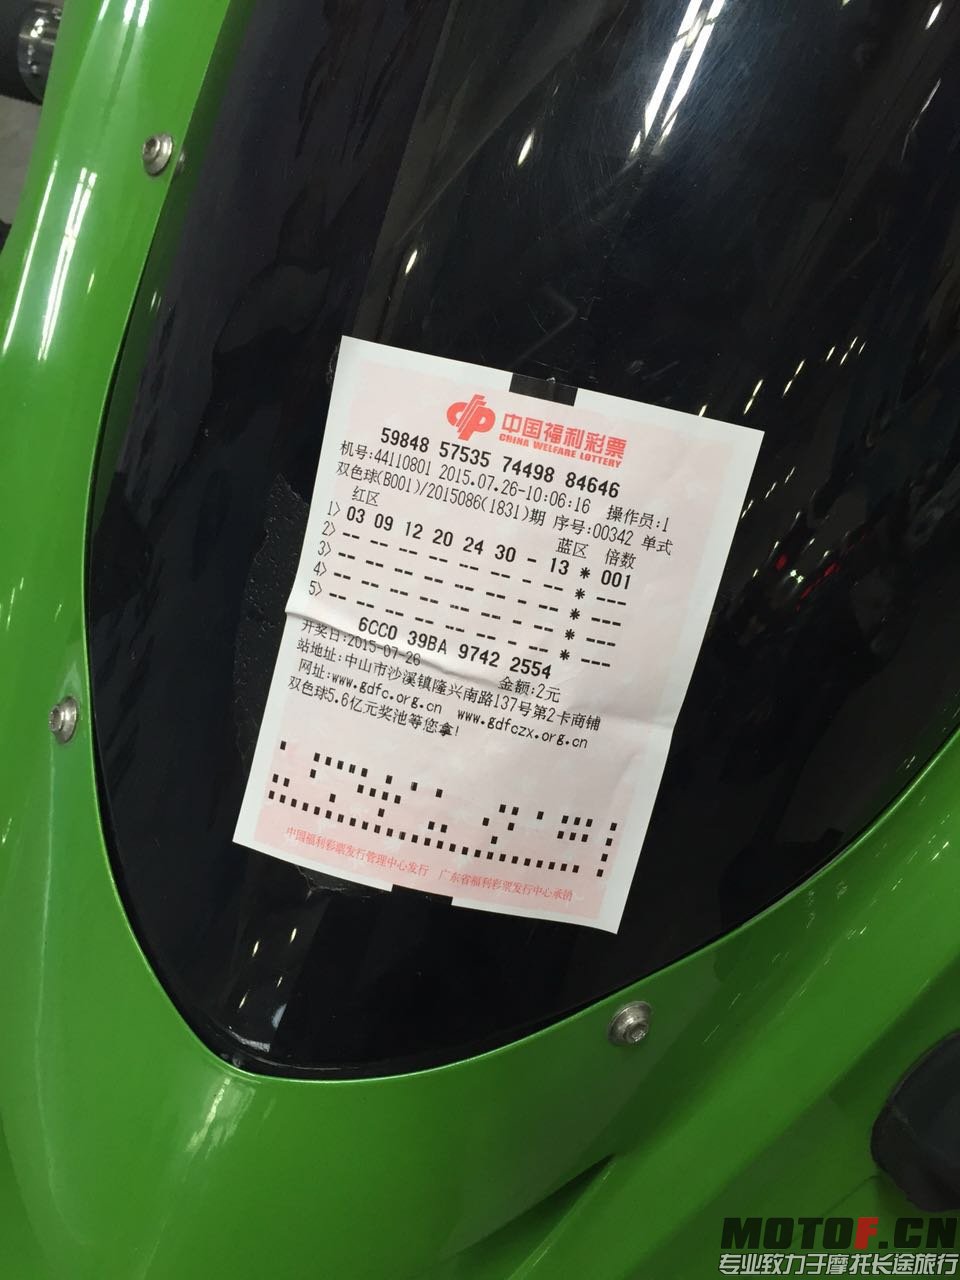 中国福利彩票
CHINA WELFARE LOTTERY
59848 57535 74498 84646
机号:44110801 2015.07.26-10:06:16 操作员:1
双色球(B001)/2015086(1831)期 序号:00342 单式
红区 蓝区 倍数
1> 03 09 12 20 24 30 - 13 * 001
2> -- -- -- -- -- -- - -- * ---
3> -- -- -- -- -- -- - -- * ---
4> -- -- -- -- -- -- - -- * ---
5> -- -- -- -- -- -- - -- * ---
6CC0 39BA 9742 2554
开奖日:2015-07-26 金额:2元
站地址:中山市沙溪镇隆兴南路137号第2卡商铺
网址:www.gdfc.org.cn www.gdfczx.org.cn
双色球5.6亿元奖池等您拿!
中国福利彩票发行管理中心发行 广东省福利彩票发行中心承销
MOTOF.CN
专业致力于摩托长途旅行